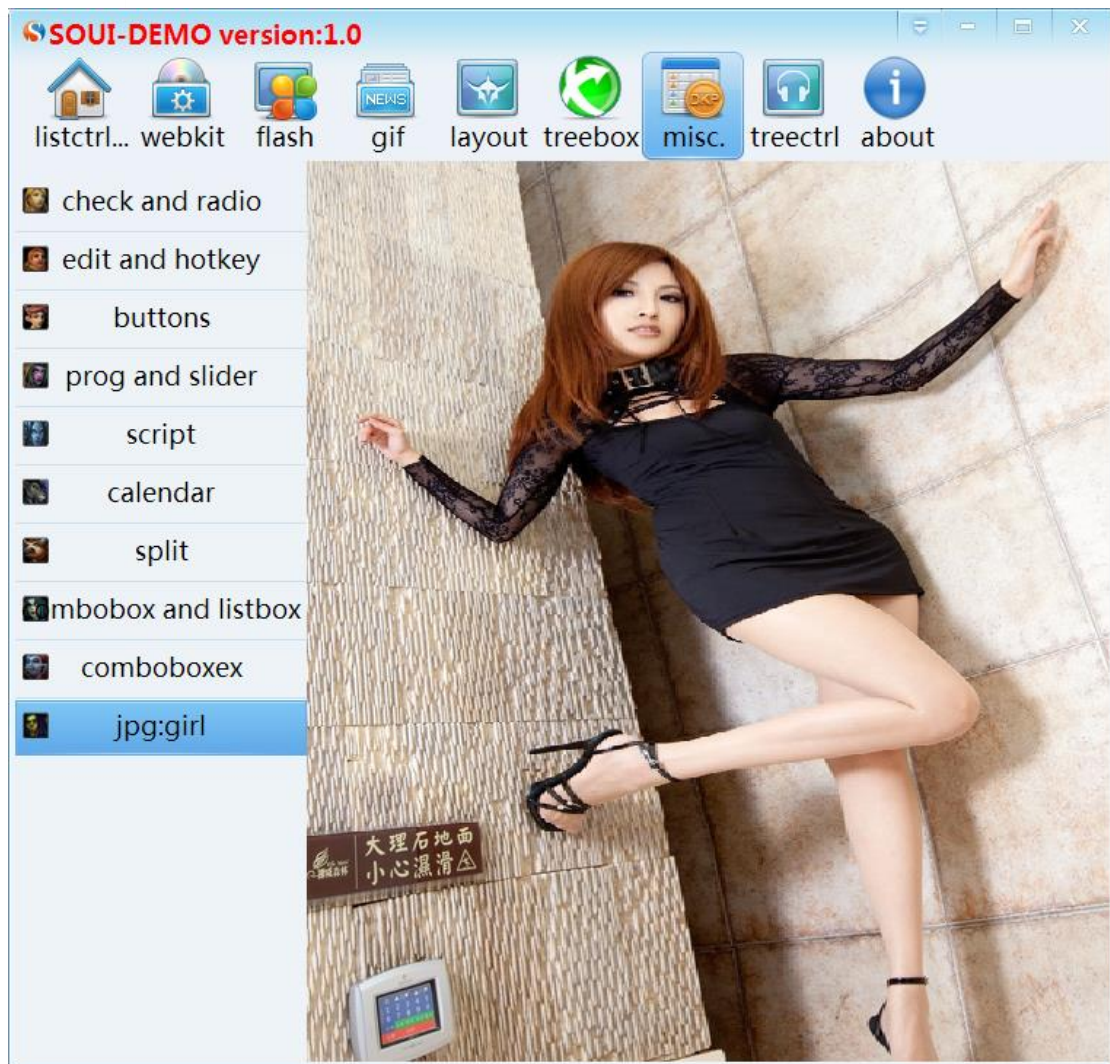 SOUI-DEMO version:1.0
listctrl... webkit flash gif layout treebox misc. treectrl about
NEWS
DKP
check and radio
edit and hotkey
buttons
prog and slider
script
calendar
split
mbobox and listbox
comboboxex
jpg:girl
大理石地面
小心濕滑